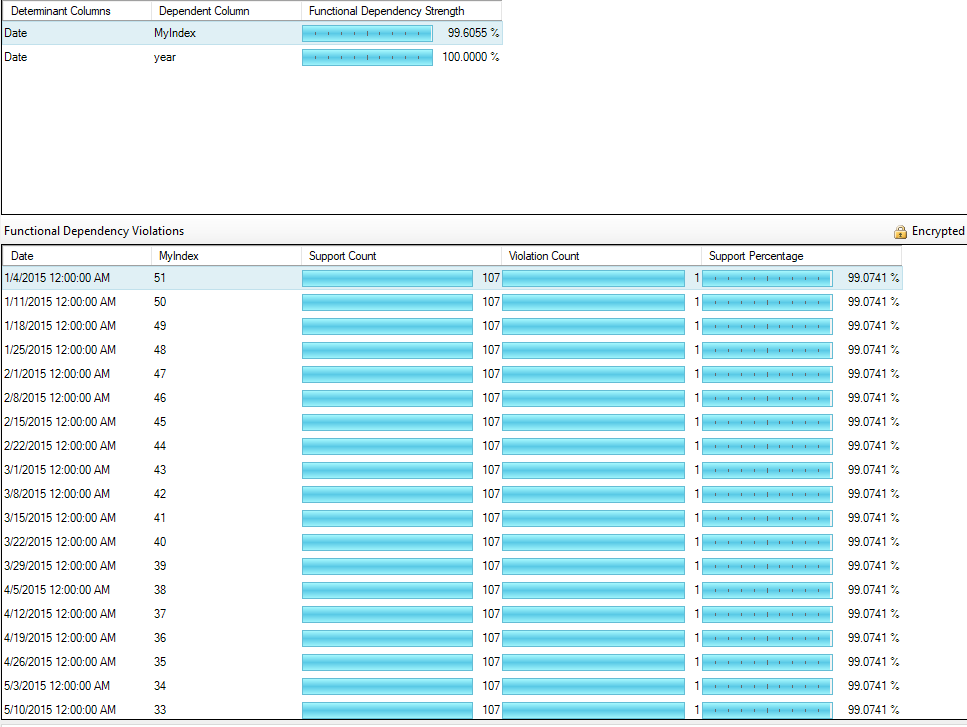 Determinant Columns Dependent Column Functional Dependency Strength
Date MyIndex 99.6055 %
Date year 100.0000 %
Functional Dependency Violations Encrypted
Date MyIndex Support Count Violation Count Support Percentage
1/4/2015 12:00:00 AM 51 107 1 99.0741 %
1/11/2015 12:00:00 AM 50 107 1 99.0741 %
1/18/2015 12:00:00 AM 49 107 1 99.0741 %
1/25/2015 12:00:00 AM 48 107 1 99.0741 %
2/1/2015 12:00:00 AM 47 107 1 99.0741 %
2/8/2015 12:00:00 AM 46 107 1 99.0741 %
2/15/2015 12:00:00 AM 45 107 1 99.0741 %
2/22/2015 12:00:00 AM 44 107 1 99.0741 %
3/1/2015 12:00:00 AM 43 107 1 99.0741 %
3/8/2015 12:00:00 AM 42 107 1 99.0741 %
3/15/2015 12:00:00 AM 41 107 1 99.0741 %
3/22/2015 12:00:00 AM 40 107 1 99.0741 %
3/29/2015 12:00:00 AM 39 107 1 99.0741 %
4/5/2015 12:00:00 AM 38 107 1 99.0741 %
4/12/2015 12:00:00 AM 37 107 1 99.0741 %
4/19/2015 12:00:00 AM 36 107 1 99.0741 %
4/26/2015 12:00:00 AM 35 107 1 99.0741 %
5/3/2015 12:00:00 AM 34 107 1 99.0741 %
5/10/2015 12:00:00 AM 33 107 1 99.0741 %